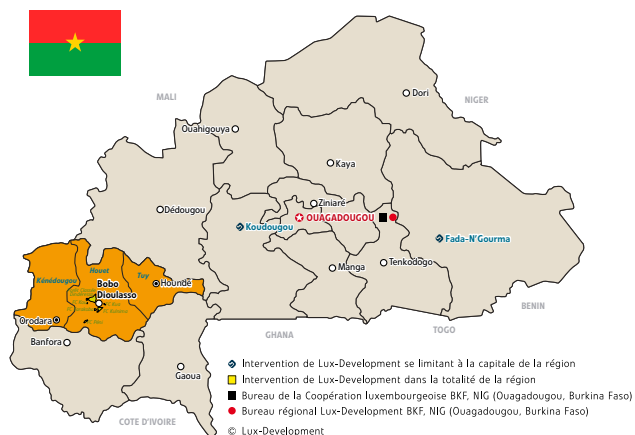 MALI
NIGER
Dori
Ouahigouya
Kaya
Ziniaré
Dédougou
OUAGADOUGOU
Koudougou
Fada-N'Gourma
Kénédougou
Houet
Tuy
Manga
Tenkodogo
Bobo
Dioulasso
Houndé
BENIN
Orodara
GHANA
TOGO
Banfora
Gaoua
COTE D'IVOIRE
Intervention de Lux-Development se limitant à la capitale de la région
Intervention de Lux-Development dans la totalité de la région
Bureau de la Coopération luxembourgeoise BKF, NIG (Ouagadougou, Burkina Faso)
Bureau régional Lux-Development BKF, NIG (Ouagadougou, Burkina Faso)
© Lux-Development